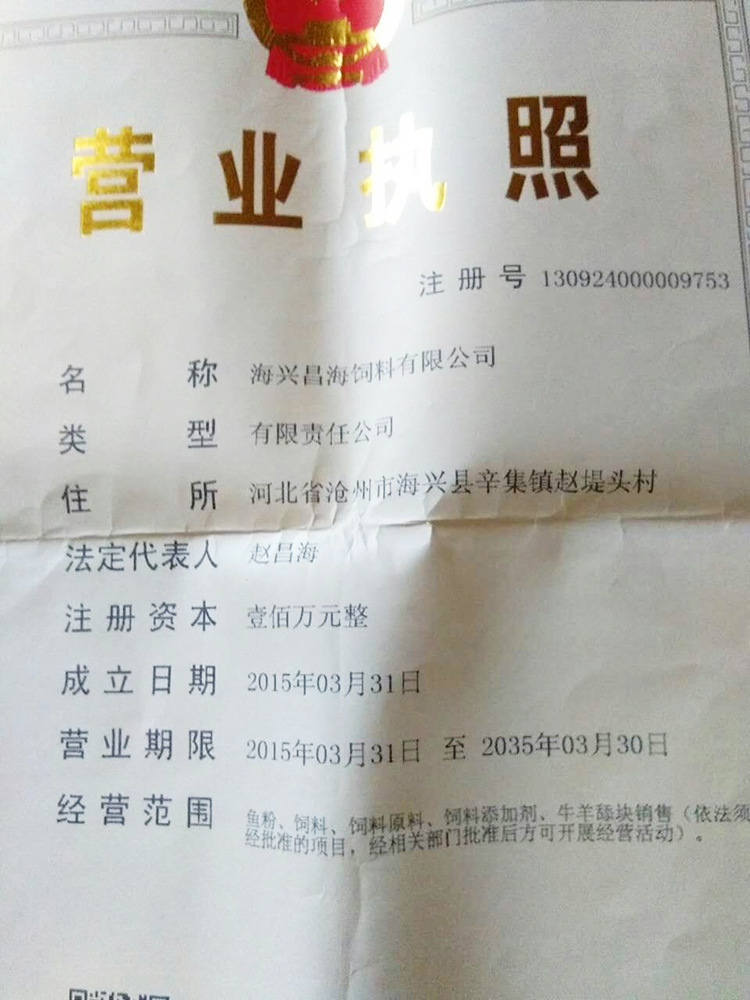 营业执照
注册号 130924000009753
名称 海兴昌海饲料有限公司
类型 有限责任公司
住所 河北省沧州市海兴县辛集镇赵堤头村
法定代表人 赵昌海
注册资本 壹佰万元整
成立日期 2015年03月31日
营业期限 2015年03月31日 至 2035年03月30日
经营范围 鱼粉、饲料、饲料原料、饲料添加剂、牛羊舔块销售（依法须
经批准的项目，经相关部门批准后方可开展经营活动）。